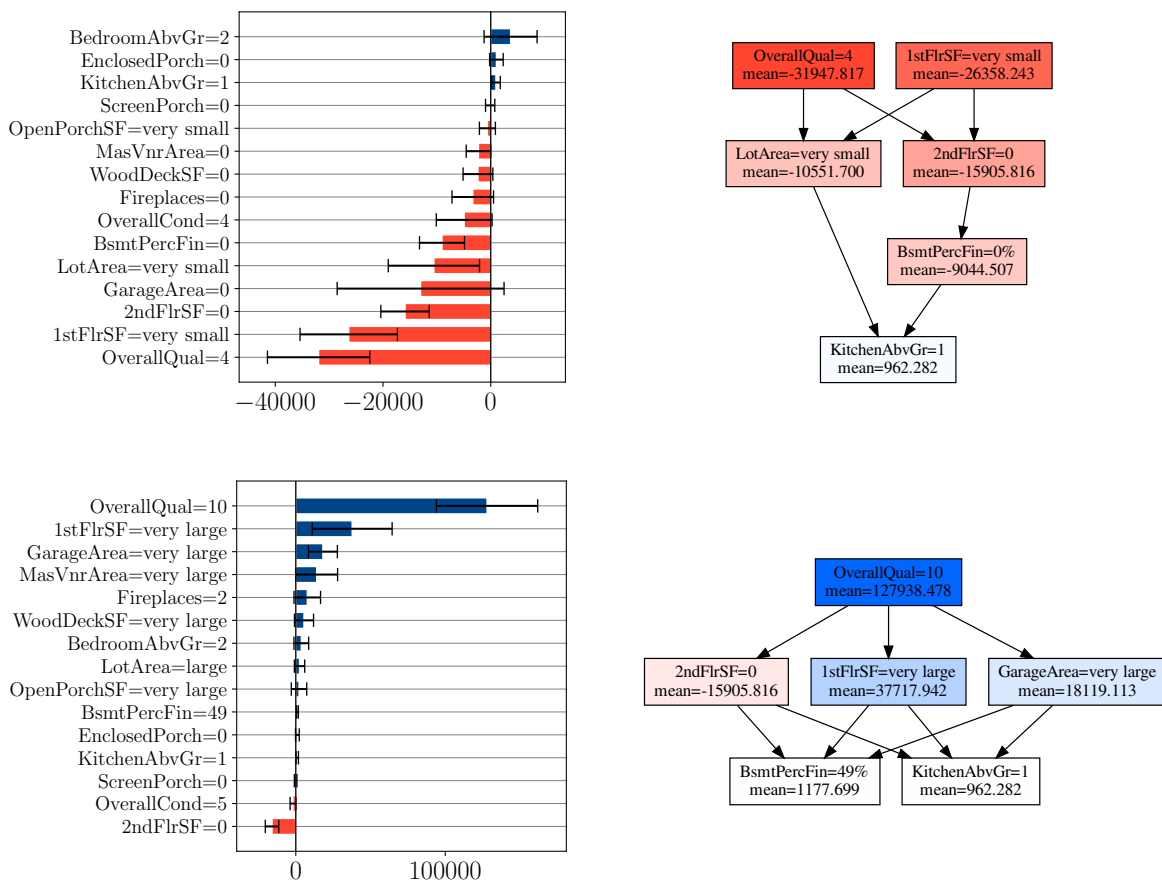 BedroomAbvGr=2
EnclosedPorch=0
KitchenAbvGr=1
ScreenPorch=0
OpenPorchSF=very small
MasVnrArea=0
WoodDeckSF=0
Fireplaces=0
OverallCond=4
BsmtPercFin=0
LotArea=very small
GarageArea=0
2ndFlrSF=0
1stFlrSF=very small
OverallQual=4
−40000 −20000 0
OverallQual=4
mean=-31947.817
1stFlrSF=very small
mean=-26358.243
LotArea=very small
mean=-10551.700
2ndFlrSF=0
mean=-15905.816
BsmtPercFin=0%
mean=-9044.507
KitchenAbvGr=1
mean=962.282
OverallQual=10
1stFlrSF=very large
GarageArea=very large
MasVnrArea=very large
Fireplaces=2
WoodDeckSF=very large
BedroomAbvGr=2
LotArea=large
OpenPorchSF=very large
BsmtPercFin=49
EnclosedPorch=0
KitchenAbvGr=1
ScreenPorch=0
OverallCond=5
2ndFlrSF=0
0 100000
OverallQual=10
mean=127938.478
2ndFlrSF=0
mean=-15905.816
1stFlrSF=very large
mean=37717.942
GarageArea=very large
mean=18119.113
BsmtPercFin=49%
mean=1177.699
KitchenAbvGr=1
mean=962.282